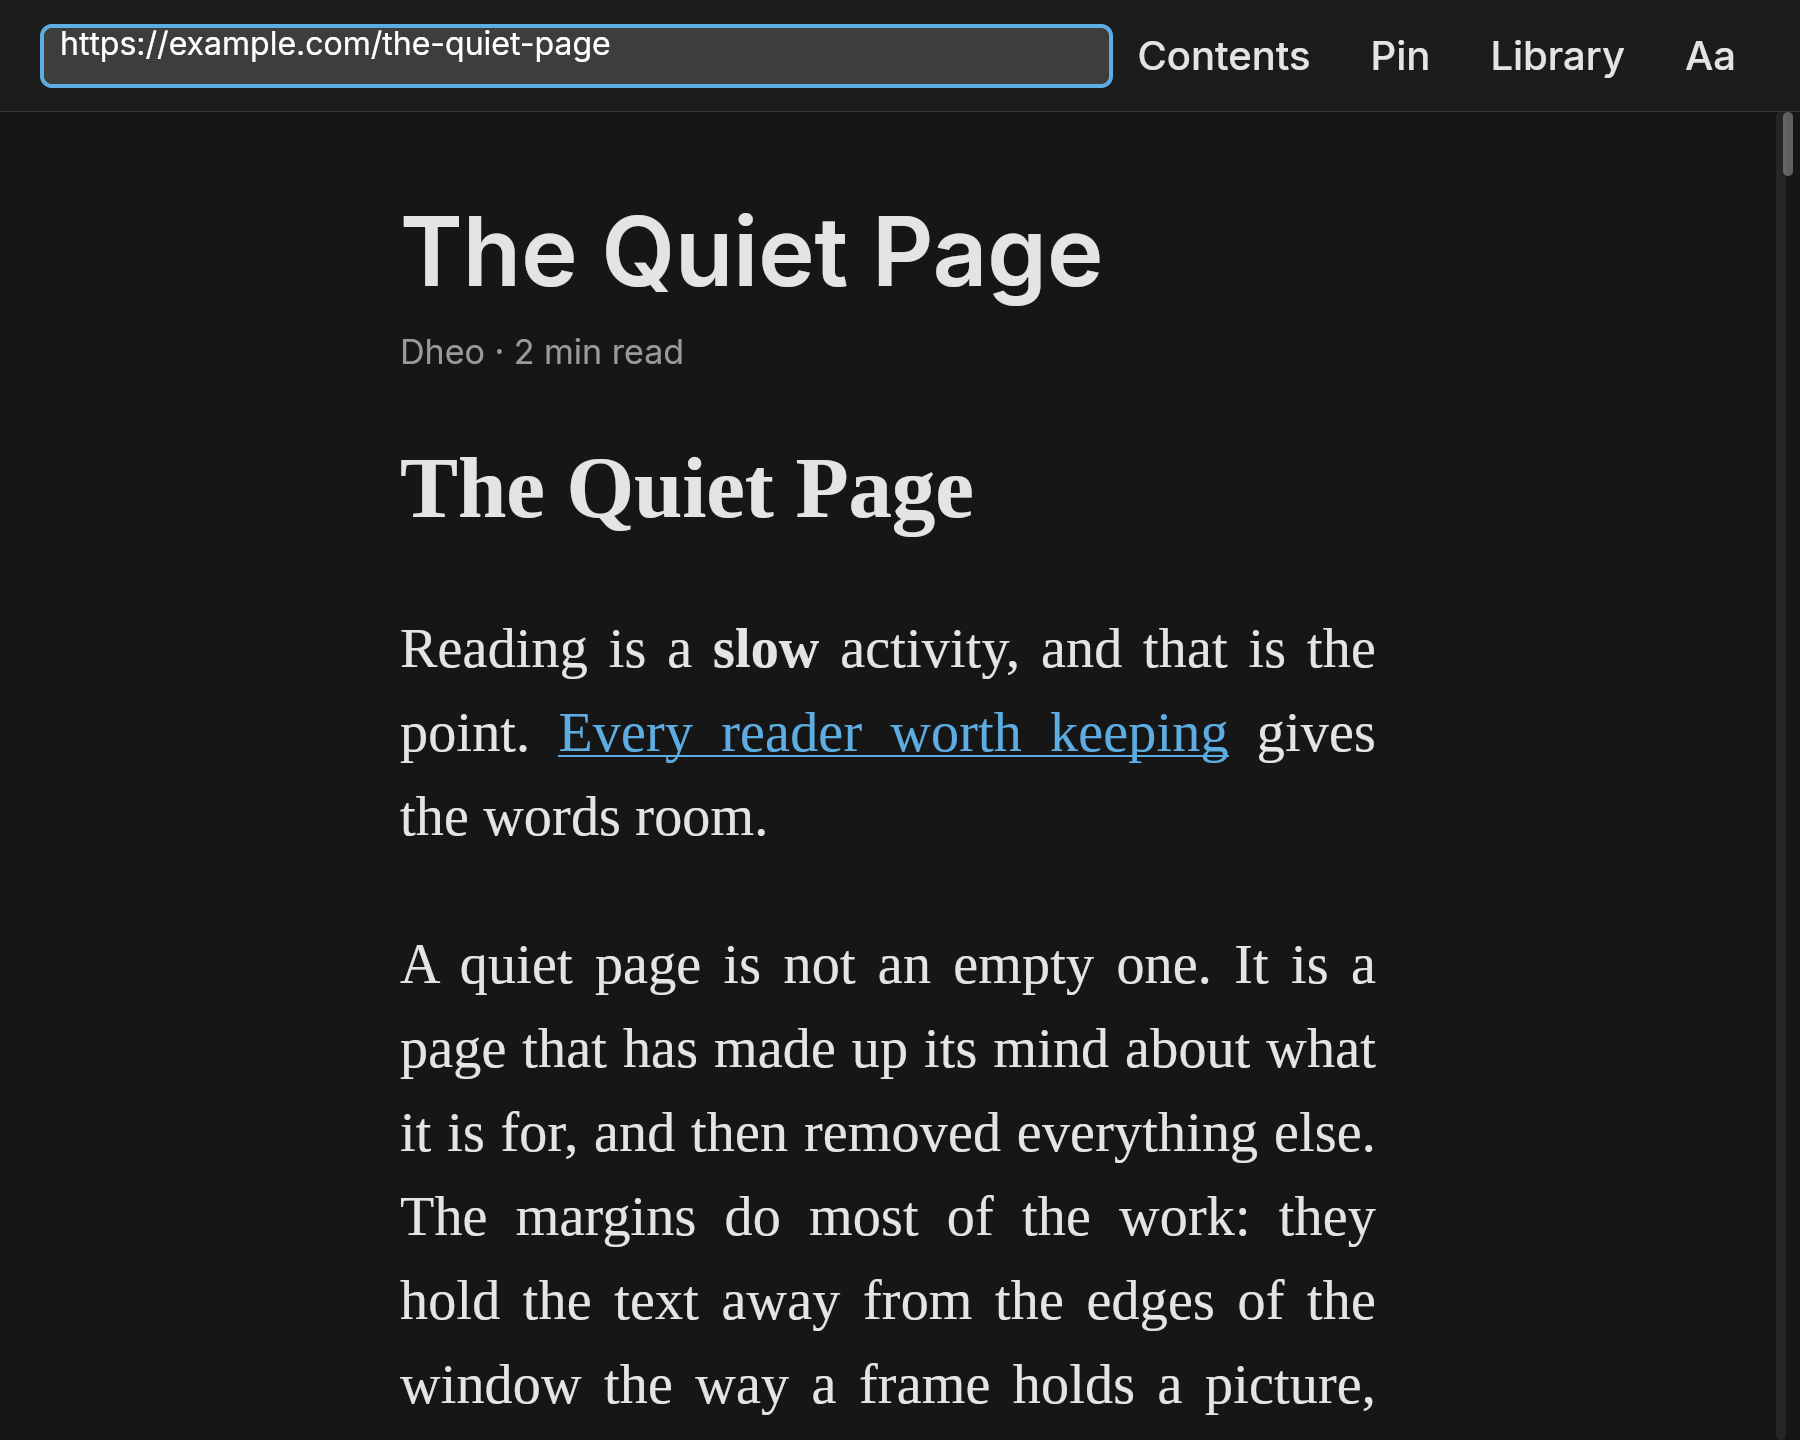 https://example.com/the-quiet-page
Contents Pin Library Aa
The Quiet Page
Dheo · 2 min read
The Quiet Page
Reading is a slow activity, and that is the
point. Every reader worth keeping gives
the words room.
A quiet page is not an empty one. It is a
page that has made up its mind about what
it is for, and then removed everything else.
The margins do most of the work: they
hold the text away from the edges of the
window the way a frame holds a picture,